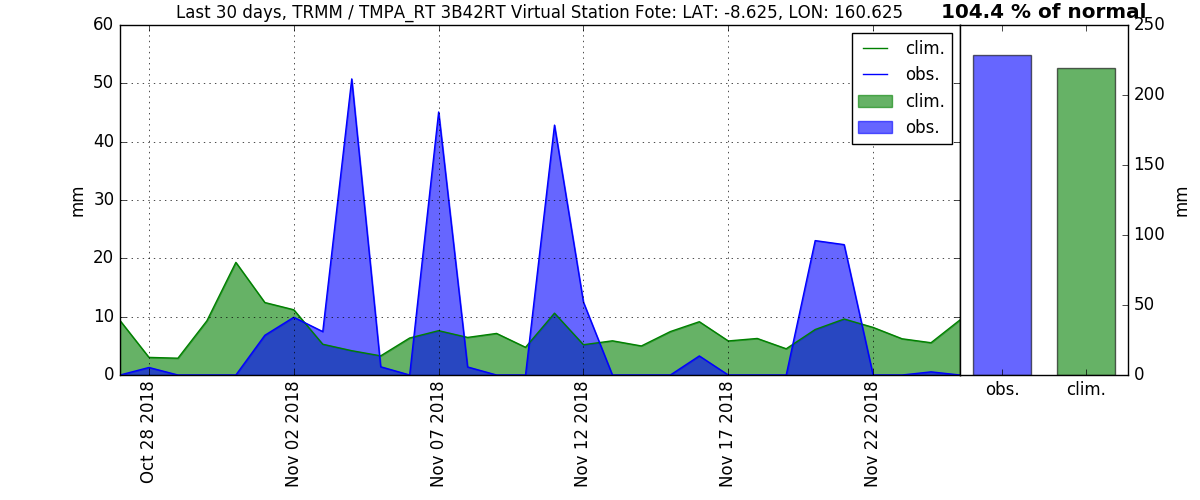 Last 30 days, TRMM / TMPA_RT 3B42RT Virtual Station Fote: LAT: -8.625, LON: 160.625
104.4 % of normal
60
50
40
30
20
10
0
mm
clim.
obs.
clim.
obs.
250
200
150
100
50
0
mm
obs.
clim.
Oct 28 2018
Nov 02 2018
Nov 07 2018
Nov 12 2018
Nov 17 2018
Nov 22 2018